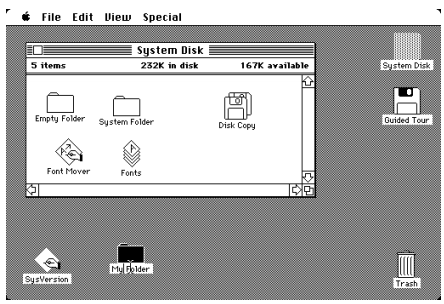 File Edit View Special
System Disk
5 items 232K in disk 167K available
Empty Folder
System Folder
Disk Copy
Font Mover
Fonts
System Disk
Guided Tour
SysVersion
My Folder
Trash